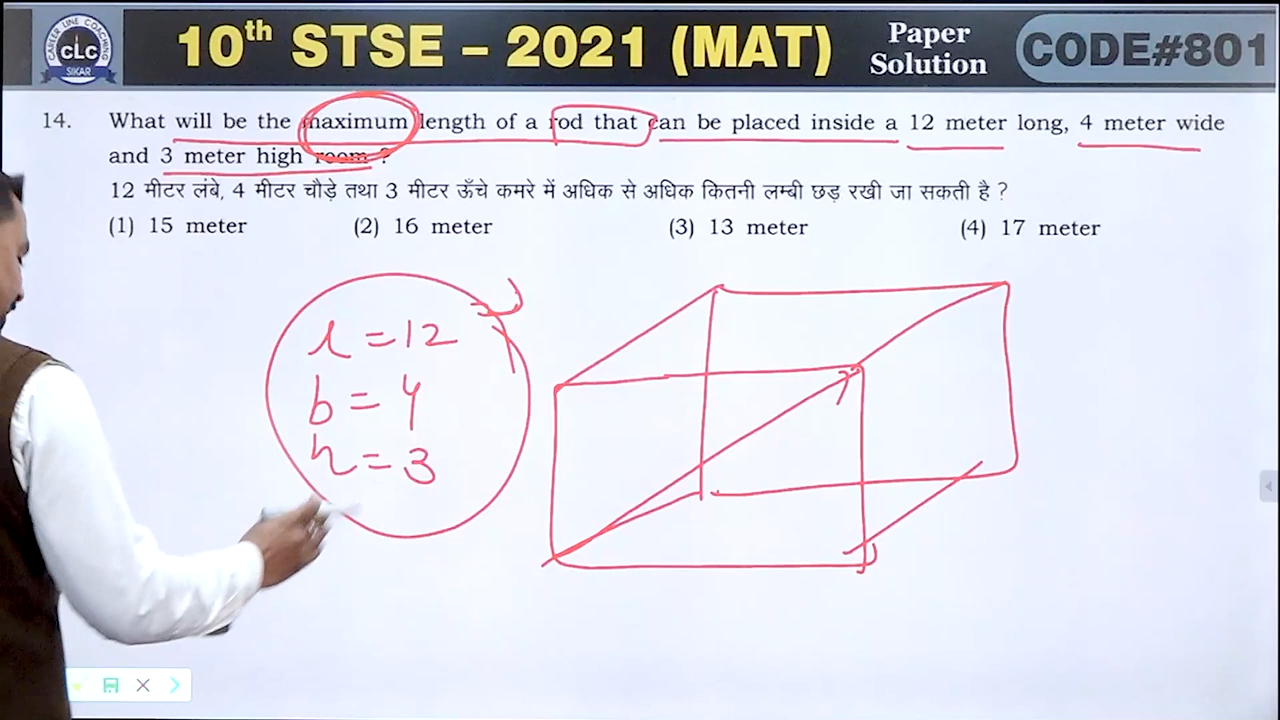 CAREER LINE COACHING
CLC
SIKAR
10th STSE – 2021 (MAT)
Paper
Solution
CODE#801
14. What will be the maximum length of a rod that can be placed inside a 12 meter long, 4 meter wide
and 3 meter high room ?
12 मीटर लंबे, 4 मीटर चौड़े तथा 3 मीटर ऊँचे कमरे में अधिक से अधिक कितनी लम्बी छड़ रखी जा सकती है ?
(1) 15 meter (2) 16 meter (3) 13 meter (4) 17 meter
l = 12
b = 4
h = 3